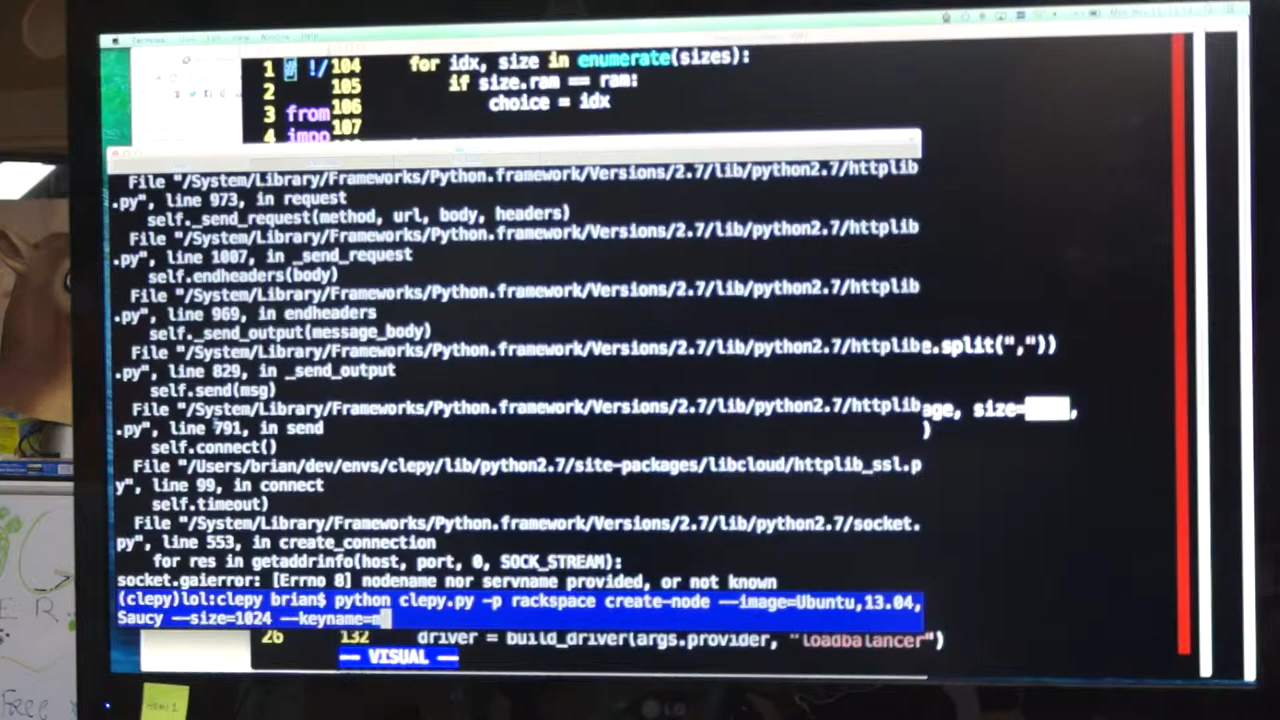 1 # !/ 104 for idx, size in enumerate(sizes):
2 105 if size.ram == ram:
3 from 106 choice = idx
4 impo 107
File "/System/Library/Frameworks/Python.framework/Versions/2.7/lib/python2.7/httplib
.py", line 973, in request
self._send_request(method, url, body, headers)
File "/System/Library/Frameworks/Python.framework/Versions/2.7/lib/python2.7/httplib
.py", line 1007, in _send_request
self.endheaders(body)
File "/System/Library/Frameworks/Python.framework/Versions/2.7/lib/python2.7/httplib
.py", line 969, in endheaders
self._send_output(message_body)
File "/System/Library/Frameworks/Python.framework/Versions/2.7/lib/python2.7/httplib
e.split(","))
.py", line 829, in _send_output
self.send(msg)
File "/System/Library/Frameworks/Python.framework/Versions/2.7/lib/python2.7/httplib
age, size=
.py", line 791, in send
)
self.connect()
File "/Users/brian/dev/envs/clepy/lib/python2.7/site-packages/libcloud/httplib_ssl.p
y", line 99, in connect
self.timeout)
File "/System/Library/Frameworks/Python.framework/Versions/2.7/lib/python2.7/socket.
py", line 553, in create_connection
for res in getaddrinfo(host, port, 0, SOCK_STREAM):
socket.gaierror: [Errno 8] nodename nor servname provided, or not known
(clepy)lol:clepy brian$ python clepy.py -p rackspace create-node --image=Ubuntu,13.04,
Saucy --size=1024 --keyname=m
26 132 driver = build_driver(args.provider, "loadbalancer")
-- VISUAL --
HDMI 2
LG
Free